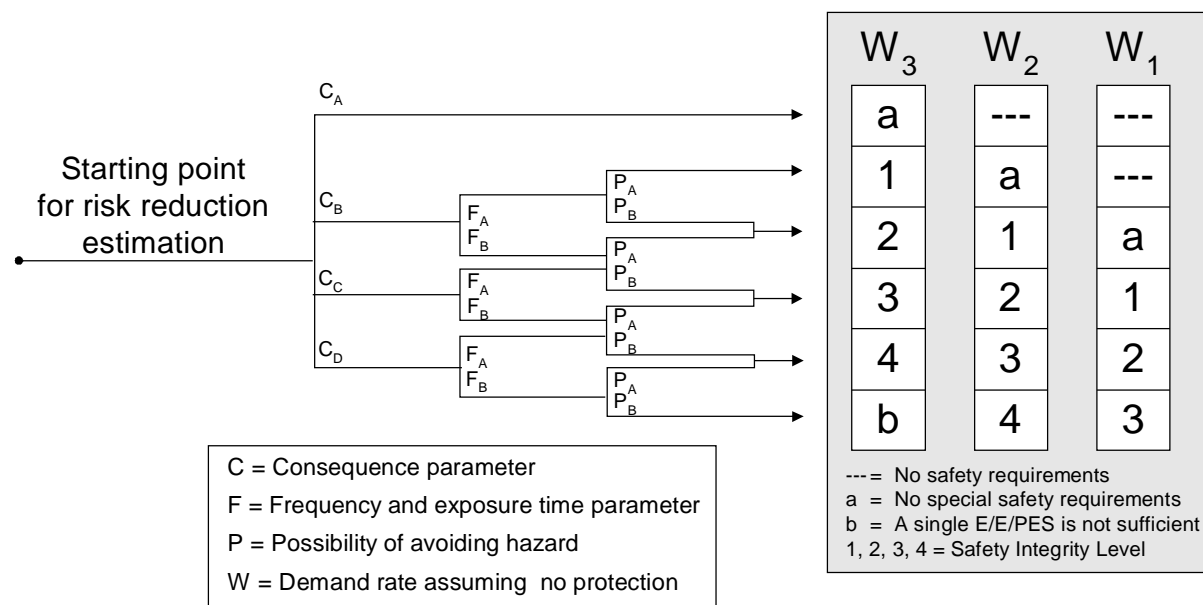 W3 W2 W1
CA
a --- ---
Starting point
for risk reduction
estimation
1 a ---
PA
PB
CB
FA
FB
2 1 a
PA
PB
CC
FA
FB
3 2 1
PA
PB
CD
FA
FB
4 3 2
PA
PB
b 4 3
C = Consequence parameter
F = Frequency and exposure time parameter
P = Possibility of avoiding hazard
W = Demand rate assuming no protection
--- = No safety requirements
a = No special safety requirements
b = A single E/E/PES is not sufficient
1, 2, 3, 4 = Safety Integrity Level